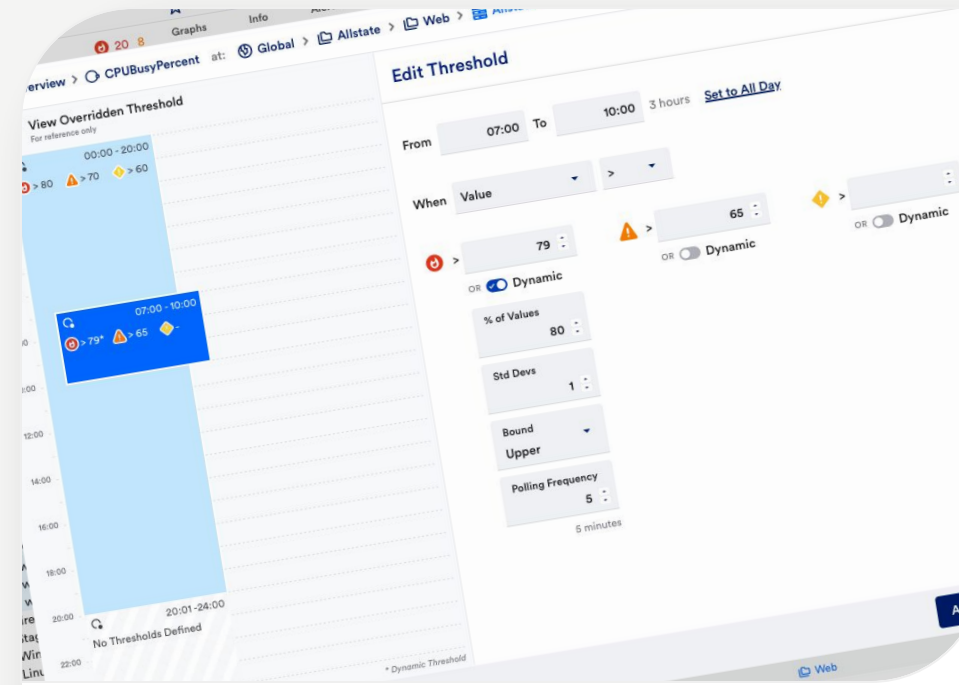 Graphs
Info
20 8
CPUBusyPercent at: Global > Allstate > Web >
View Overridden Threshold
For reference only
00:00 - 20:00
> 80 > 70 > 60
07:00 - 10:00
> 79* > 65 -
12:00
14:00
16:00
18:00
20:00
22:00
20:01 - 24:00
No Thresholds Defined
* Dynamic Threshold
Edit Threshold
From 07:00 To 10:00 3 hours Set to All Day
When Value >
> 79 > 65 >
OR Dynamic OR Dynamic OR Dynamic
% of Values
80
Std Devs
1
Bound
Upper
Polling Frequency
5
5 minutes
Web